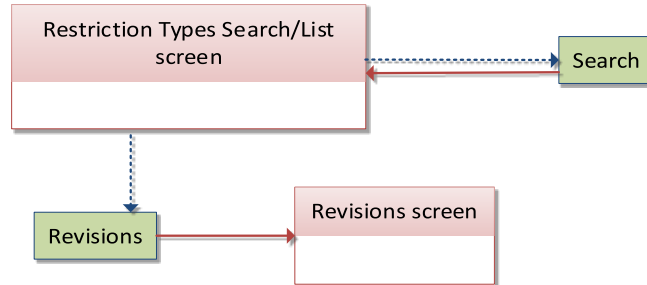 Restriction Types Search/List
screen
Search
Revisions screen
Revisions